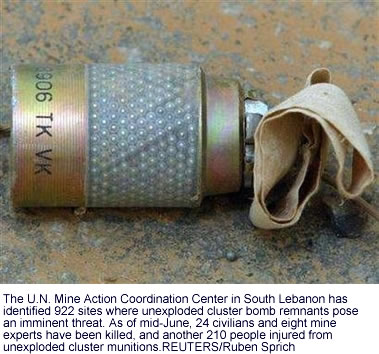 906 TK VK
The U.N. Mine Action Coordination Center in South Lebanon has
identified 922 sites where unexploded cluster bomb remnants pose
an imminent threat. As of mid-June, 24 civilians and eight mine
experts have been killed, and another 210 people injured from
unexploded cluster munitions.REUTERS/Ruben Sprich